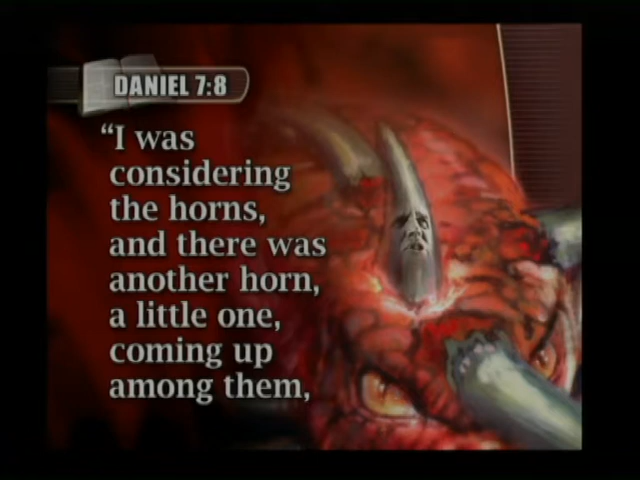 DANIEL 7:8
“I was
considering
the horns,
and there was
another horn,
a little one,
coming up
among them,